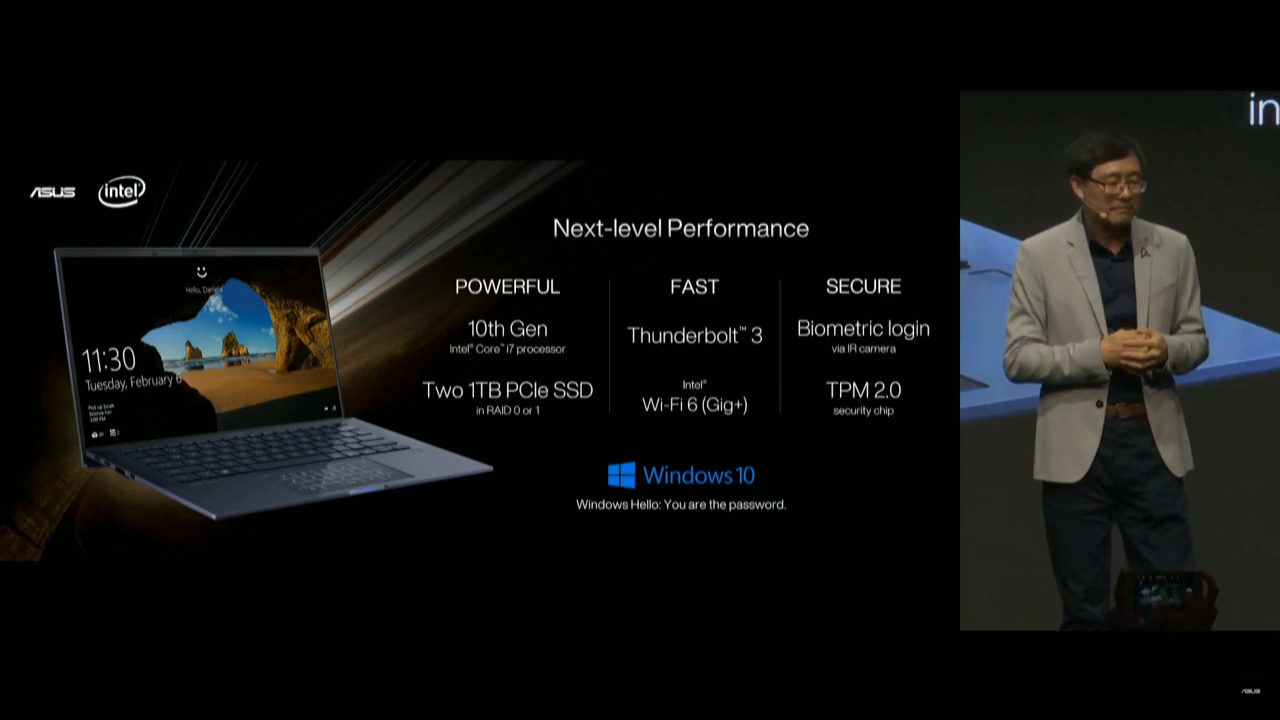 in
ASUS
intel
Next-level Performance
POWERFUL
10th Gen
Intel® Core™ i7 processor
Two 1TB PCIe SSD
in RAID 0 or 1
FAST
Thunderbolt™ 3
Intel®
Wi-Fi 6 (Gig+)
SECURE
Biometric login
via IR camera
TPM 2.0
security chip
Hello, Daniela
11:30
Tuesday, February 6
Windows 10
Windows Hello: You are the password.
ASUS